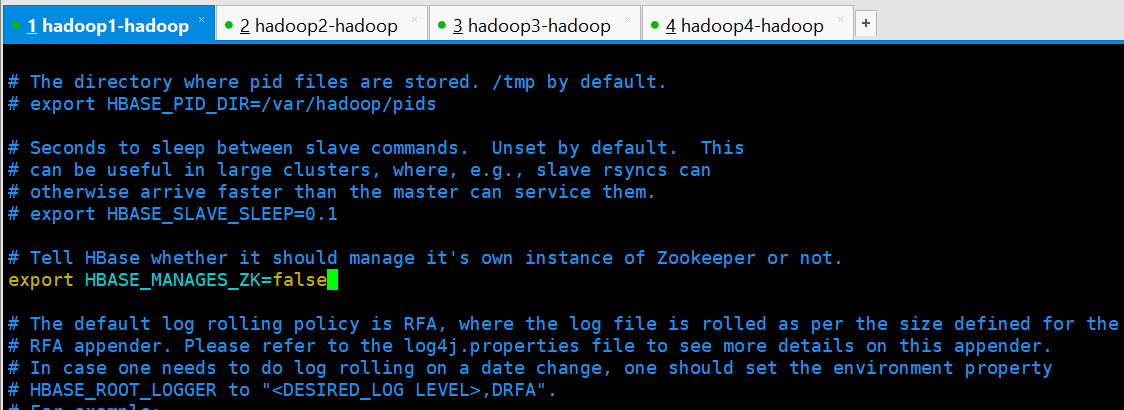 1 hadoop1-hadoop × 2 hadoop2-hadoop × 3 hadoop3-hadoop × 4 hadoop4-hadoop × +
# The directory where pid files are stored. /tmp by default.
# export HBASE_PID_DIR=/var/hadoop/pids
# Seconds to sleep between slave commands.  Unset by default.  This
# can be useful in large clusters, where, e.g., slave rsyncs can
# otherwise arrive faster than the master can service them.
# export HBASE_SLAVE_SLEEP=0.1
# Tell HBase whether it should manage it's own instance of Zookeeper or not.
export HBASE_MANAGES_ZK=false
# The default log rolling policy is RFA, where the log file is rolled as per the size defined for the
# RFA appender. Please refer to the log4j.properties file to see more details on this appender.
# In case one needs to do log rolling on a date change, one should set the environment property
# HBASE_ROOT_LOGGER to "<DESIRED_LOG LEVEL>,DRFA".
# For example: